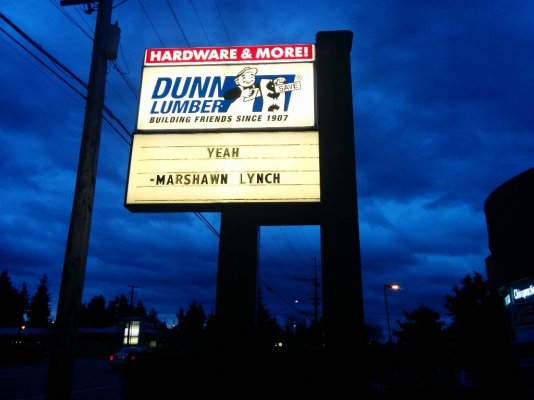 HARDWARE & MORE!
DUNN
LUMBER
SAVE
BUILDING FRIENDS SINCE 1907
YEAH
-MARSHAWN LYNCH